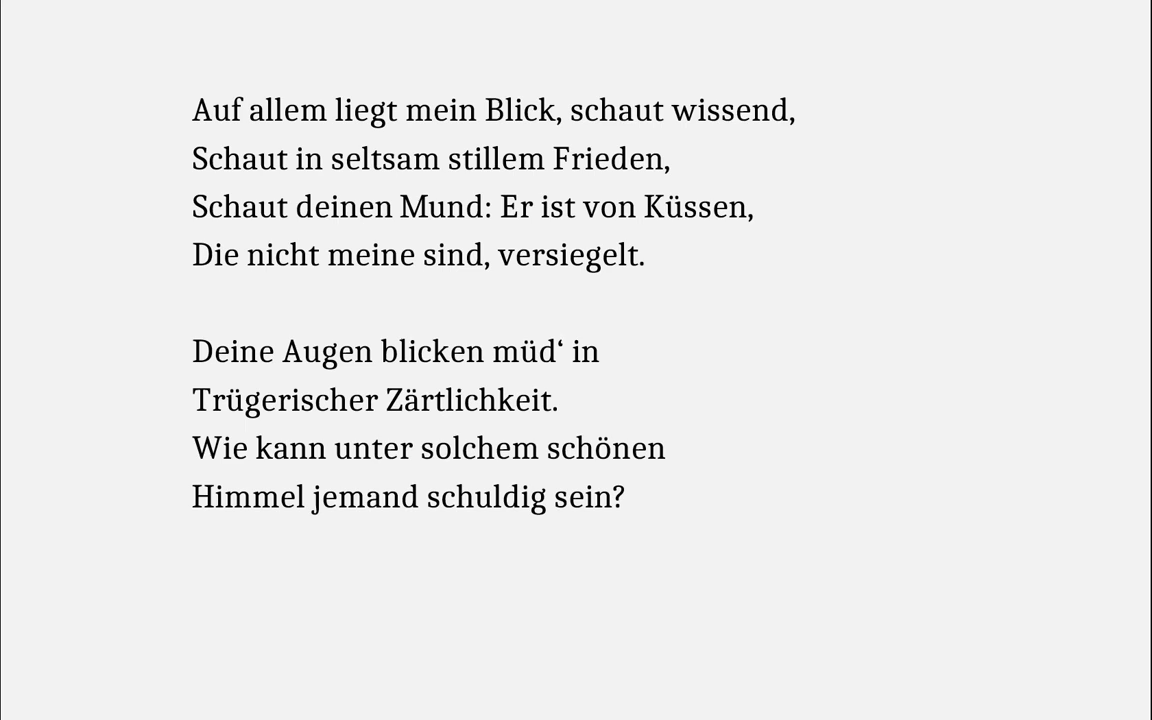 Auf allem liegt mein Blick, schaut wissend,
Schaut in seltsam stillem Frieden,
Schaut deinen Mund: Er ist von Küssen,
Die nicht meine sind, versiegelt.
Deine Augen blicken müd‘ in
Trügerischer Zärtlichkeit.
Wie kann unter solchem schönen
Himmel jemand schuldig sein?